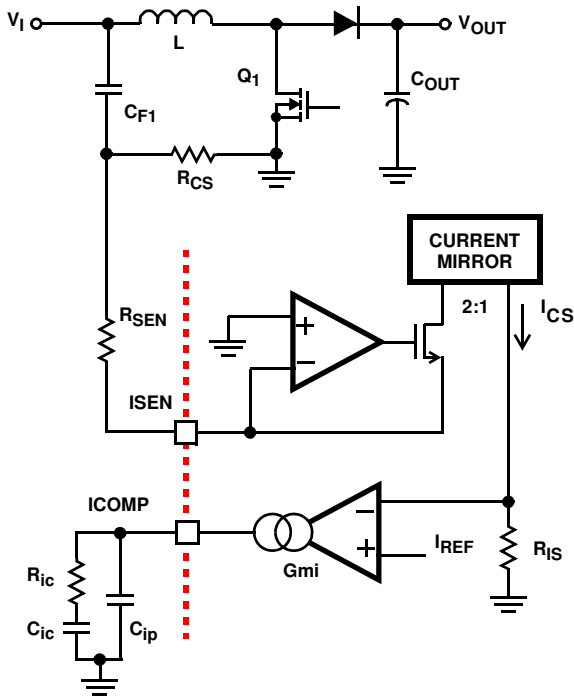 VI
L
VOUT
Q1
COUT
CF1
RCS
CURRENT
MIRROR
2:1
ICS
RSEN
+
−
ISEN
ICOMP
−
+
IREF
Gmi
RIS
Ric
Cic
Cip